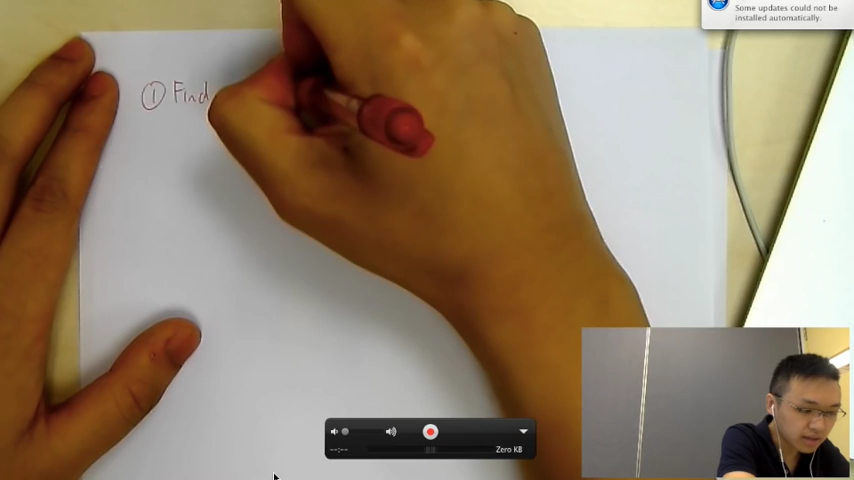 Some updates could not be
installed automatically.
① Find
--:--
Zero KB